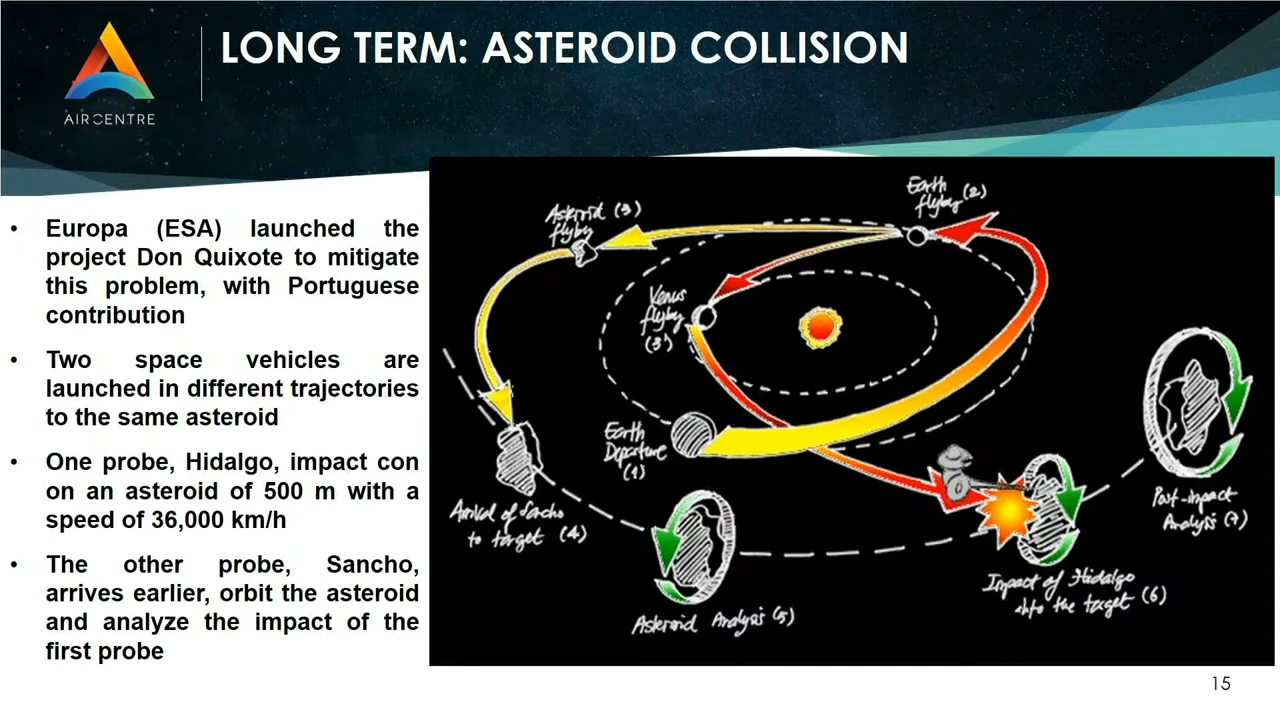 AIRCENTRE
LONG TERM: ASTEROID COLLISION
• Europa (ESA) launched the
project Don Quixote to mitigate
this problem, with Portuguese
contribution
• Two space vehicles are
launched in different trajectories
to the same asteroid
• One probe, Hidalgo, impact con
on an asteroid of 500 m with a
speed of 36,000 km/h
• The other probe, Sancho,
arrives earlier, orbit the asteroid
and analyze the impact of the
first probe
Earth
flyby (2)
Asteroid (3)
flyby
Venus
flyby
(3')
Earth
Departure
(1)
Arrival of Sacho
to target (4)
Asteroid Analysis (5)
Impact of Hidalgo
into the target (6)
Post-impact
Analysis (7)
15